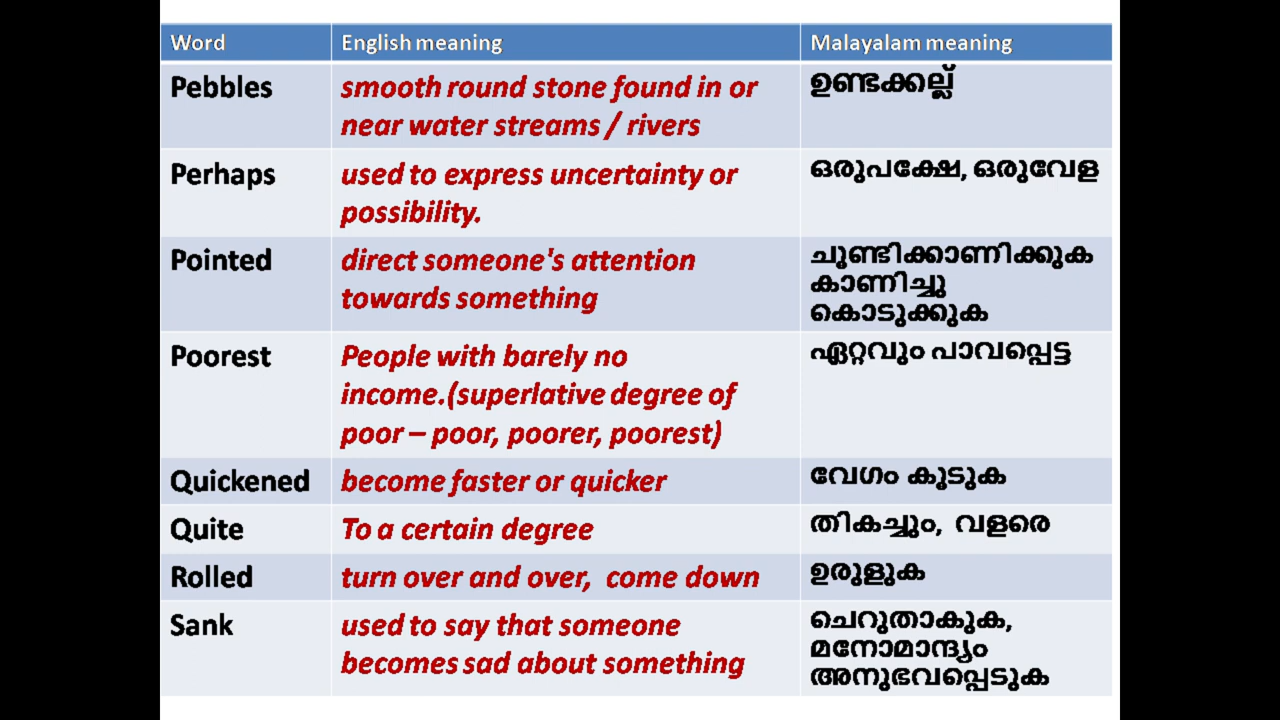 Word English meaning Malayalam meaning
Pebbles smooth round stone found in or ഉണ്ടക്കല്ല്
near water streams / rivers
Perhaps used to express uncertainty or ഒരുപക്ഷേ, ഒരുവേള
possibility.
Pointed direct someone's attention ചൂണ്ടിക്കാണിക്കുക
towards something കാണിച്ചു
കൊടുക്കുക
Poorest People with barely no ഏറ്റവും പാവപ്പെട്ട
income.(superlative degree of
poor – poor, poorer, poorest)
Quickened become faster or quicker വേഗം കൂടുക
Quite To a certain degree തികച്ചും, വളരെ
Rolled turn over and over, come down ഉരുളുക
Sank used to say that someone ചെറുതാകുക,
becomes sad about something മനോമാന്ദ്യം
അനുഭവപ്പെടുക